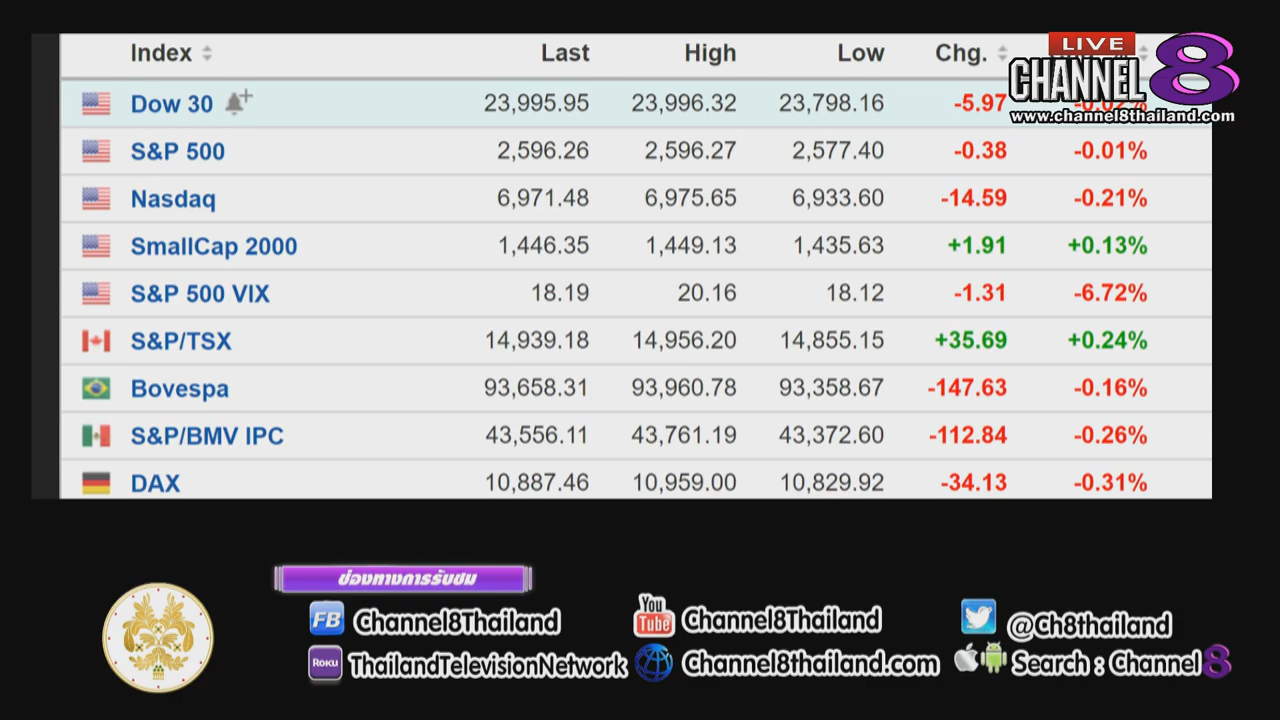 Index Last High Low Chg.
LIVE
CHANNEL 8
www.channel8thailand.com
Dow 30 23,995.95 23,996.32 23,798.16 -5.97 -0.02%
S&P 500 2,596.26 2,596.27 2,577.40 -0.38 -0.01%
Nasdaq 6,971.48 6,975.65 6,933.60 -14.59 -0.21%
SmallCap 2000 1,446.35 1,449.13 1,435.63 +1.91 +0.13%
S&P 500 VIX 18.19 20.16 18.12 -1.31 -6.72%
S&P/TSX 14,939.18 14,956.20 14,855.15 +35.69 +0.24%
Bovespa 93,658.31 93,960.78 93,358.67 -147.63 -0.16%
S&P/BMV IPC 43,556.11 43,761.19 43,372.60 -112.84 -0.26%
DAX 10,887.46 10,959.00 10,829.92 -34.13 -0.31%
ช่องทางการรับชม
FB Channel8Thailand You Tube Channel8Thailand @Ch8thailand
ROKU ThailandTelevisionNetwork Channel8thailand.com Search : Channel 8